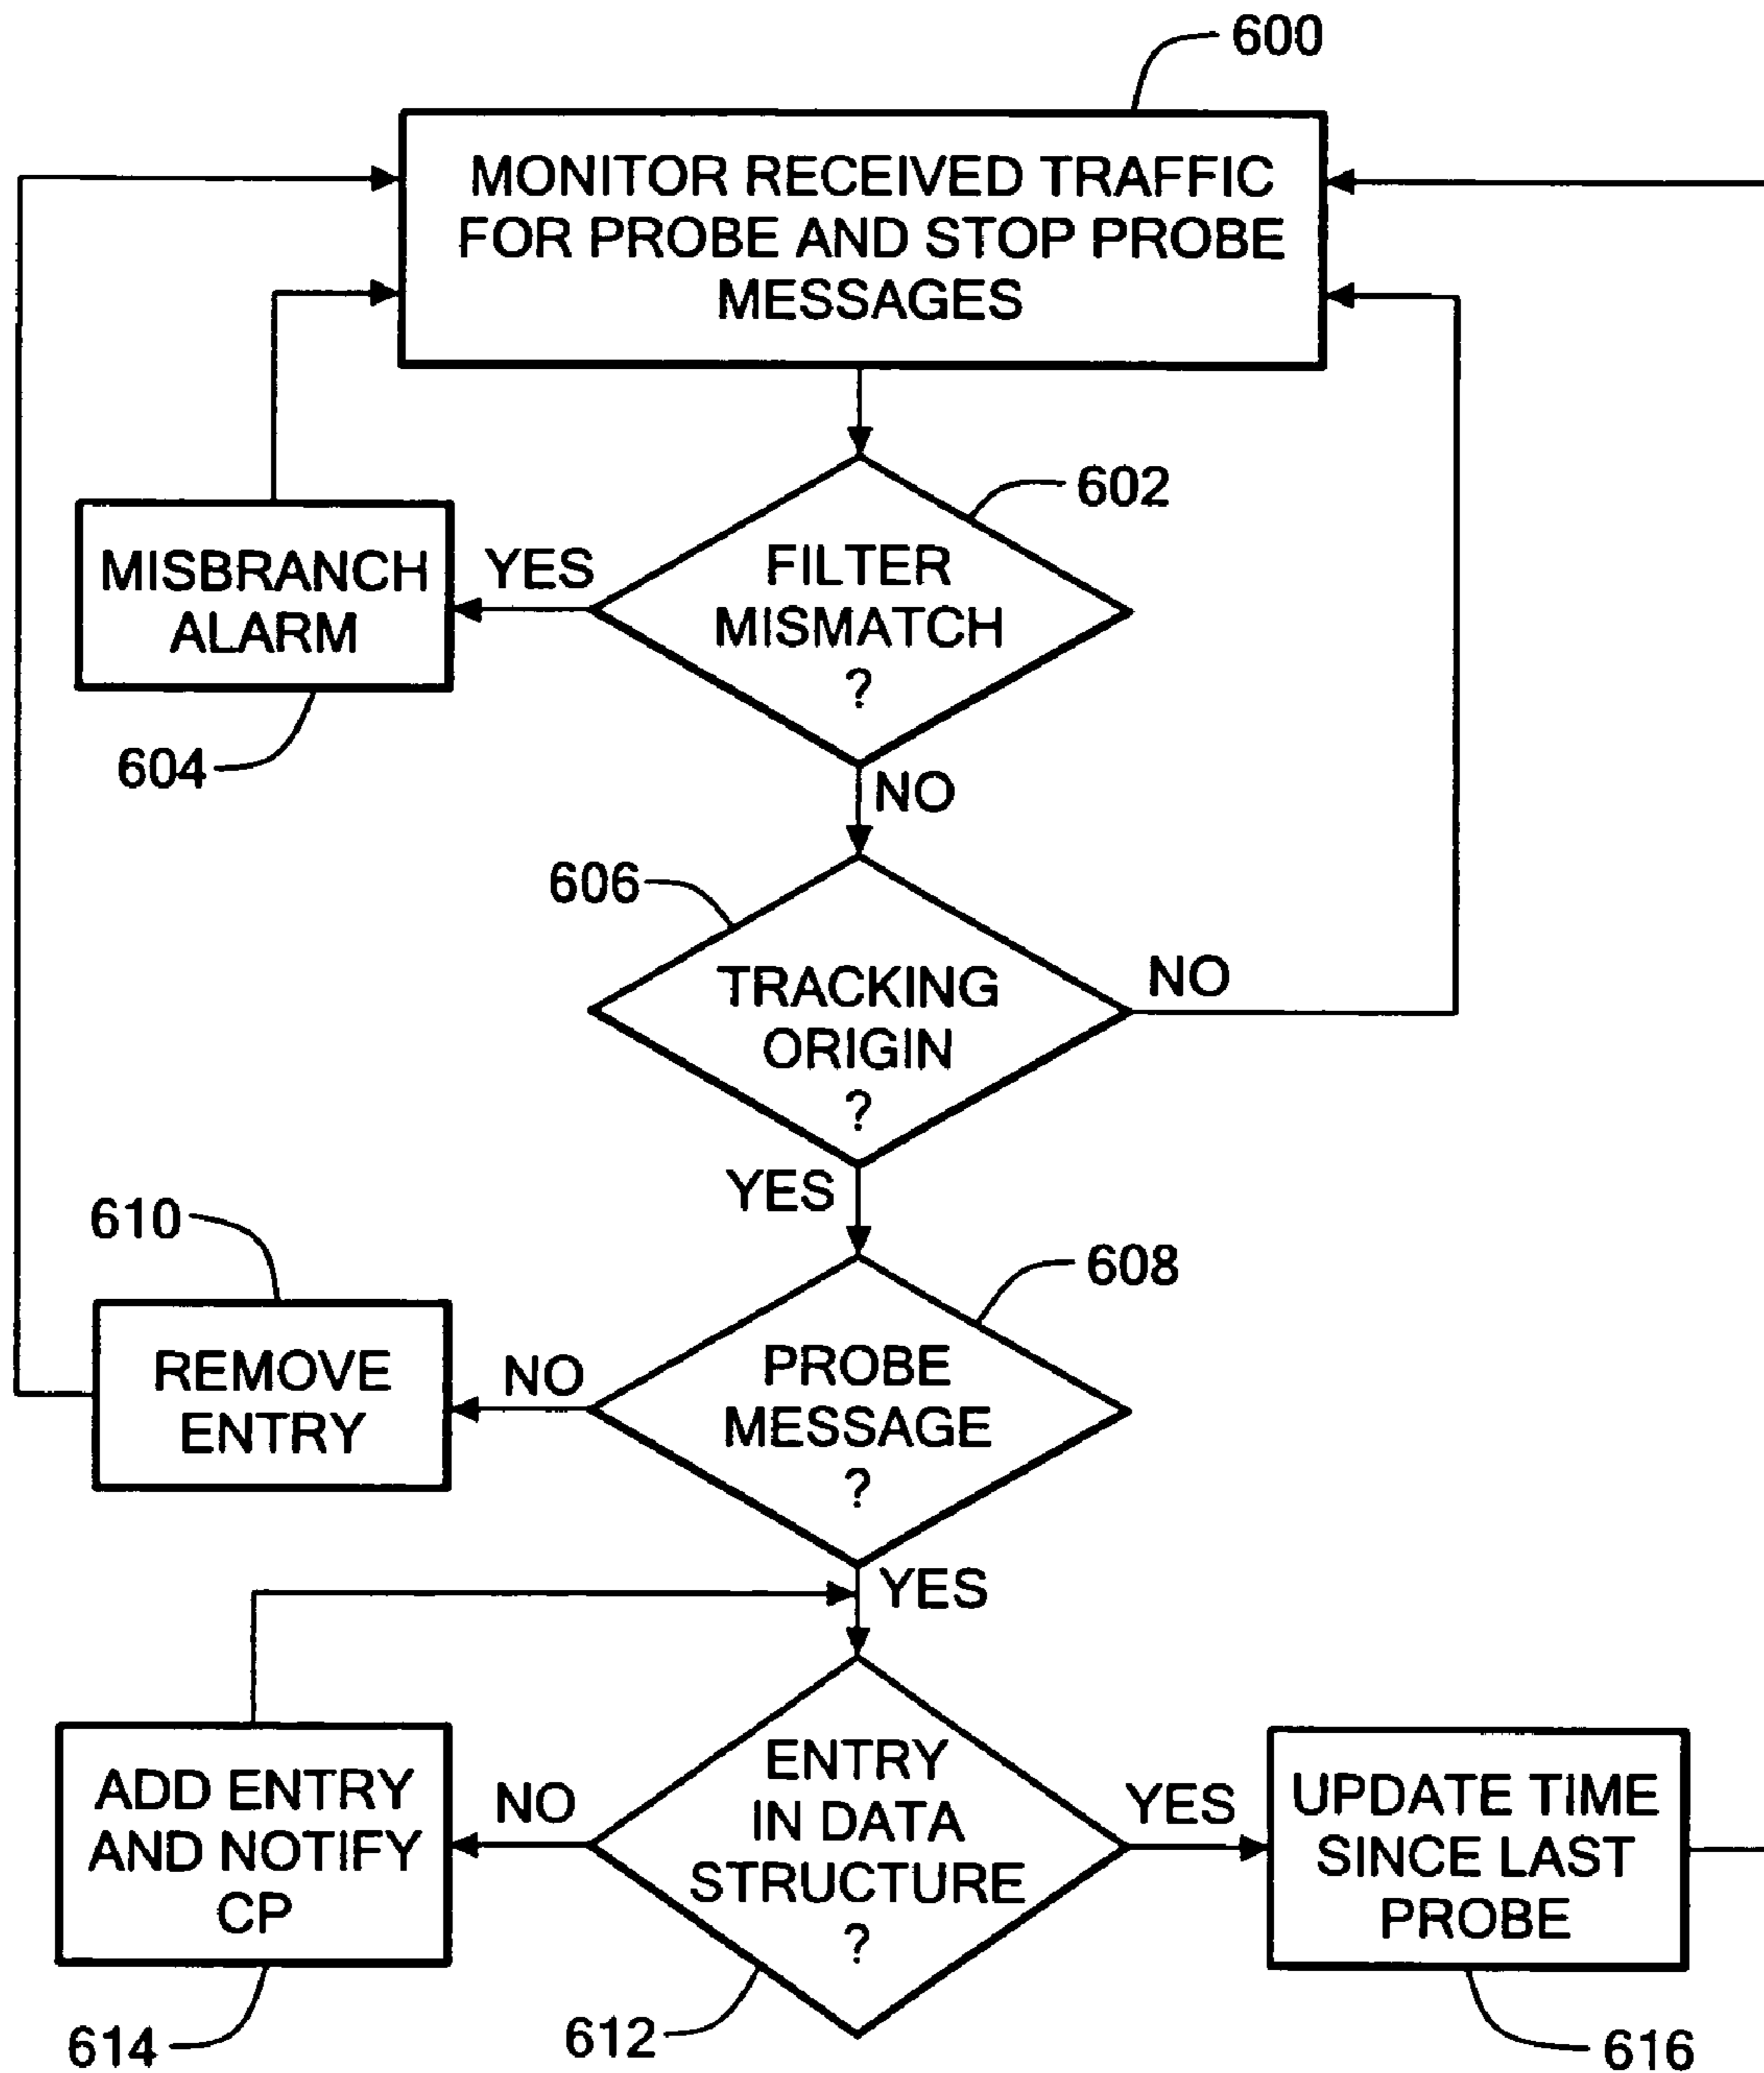 600
MONITOR RECEIVED TRAFFIC
FOR PROBE AND STOP PROBE
MESSAGES
602
FILTER
MISMATCH
?
YES
MISBRANCH
ALARM
604
NO
606
TRACKING
ORIGIN
?
NO
YES
610
608
PROBE
MESSAGE
?
NO
REMOVE
ENTRY
YES
ENTRY
IN DATA
STRUCTURE
?
NO
ADD ENTRY
AND NOTIFY
CP
YES
UPDATE TIME
SINCE LAST
PROBE
614
612
616